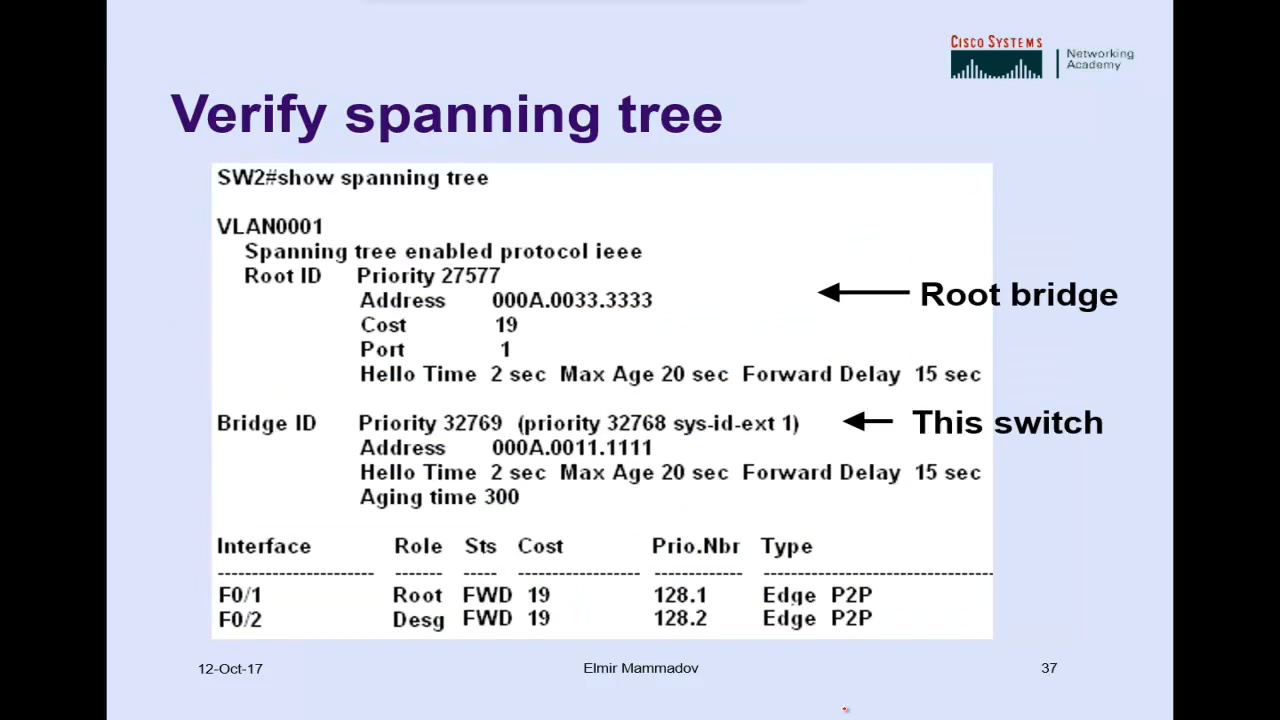 CISCO SYSTEMS
Networking
Academy
Verify spanning tree
SW2#show spanning tree
VLAN0001
Spanning tree enabled protocol ieee
Root ID Priority 27577
Address 000A.0033.3333
Root bridge
Cost 19
Port 1
Hello Time 2 sec Max Age 20 sec Forward Delay 15 sec
Bridge ID Priority 32769 (priority 32768 sys-id-ext 1)
This switch
Address 000A.0011.1111
Hello Time 2 sec Max Age 20 sec Forward Delay 15 sec
Aging time 300
Interface Role Sts Cost Prio.Nbr Type
---------------------- ------- ----- ----------------- ------------- ---------------------------------
F0/1 Root FWD 19 128.1 Edge P2P
F0/2 Desg FWD 19 128.2 Edge P2P
12-Oct-17 Elmir Mammadov 37